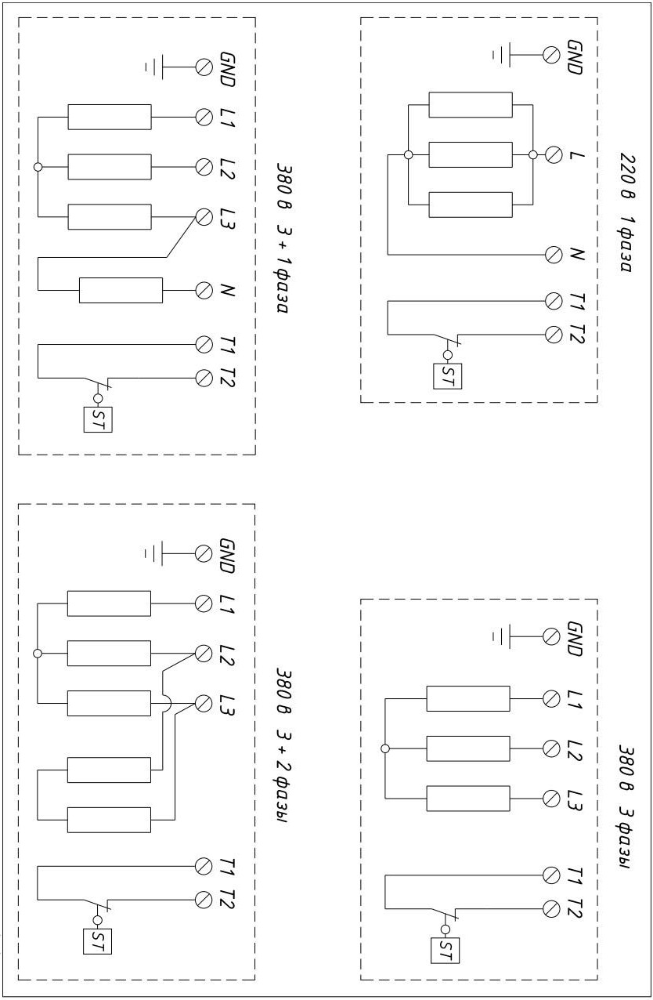 220 в 1 фаза
GND L N T1 T2
ST
380 в 3 фазы
GND L1 L2 L3 T1 T2
ST
380 в 3 + 1 фаза
GND L1 L2 L3 N T1 T2
ST
380 в 3 + 2 фазы
GND L1 L2 L3 T1 T2
ST